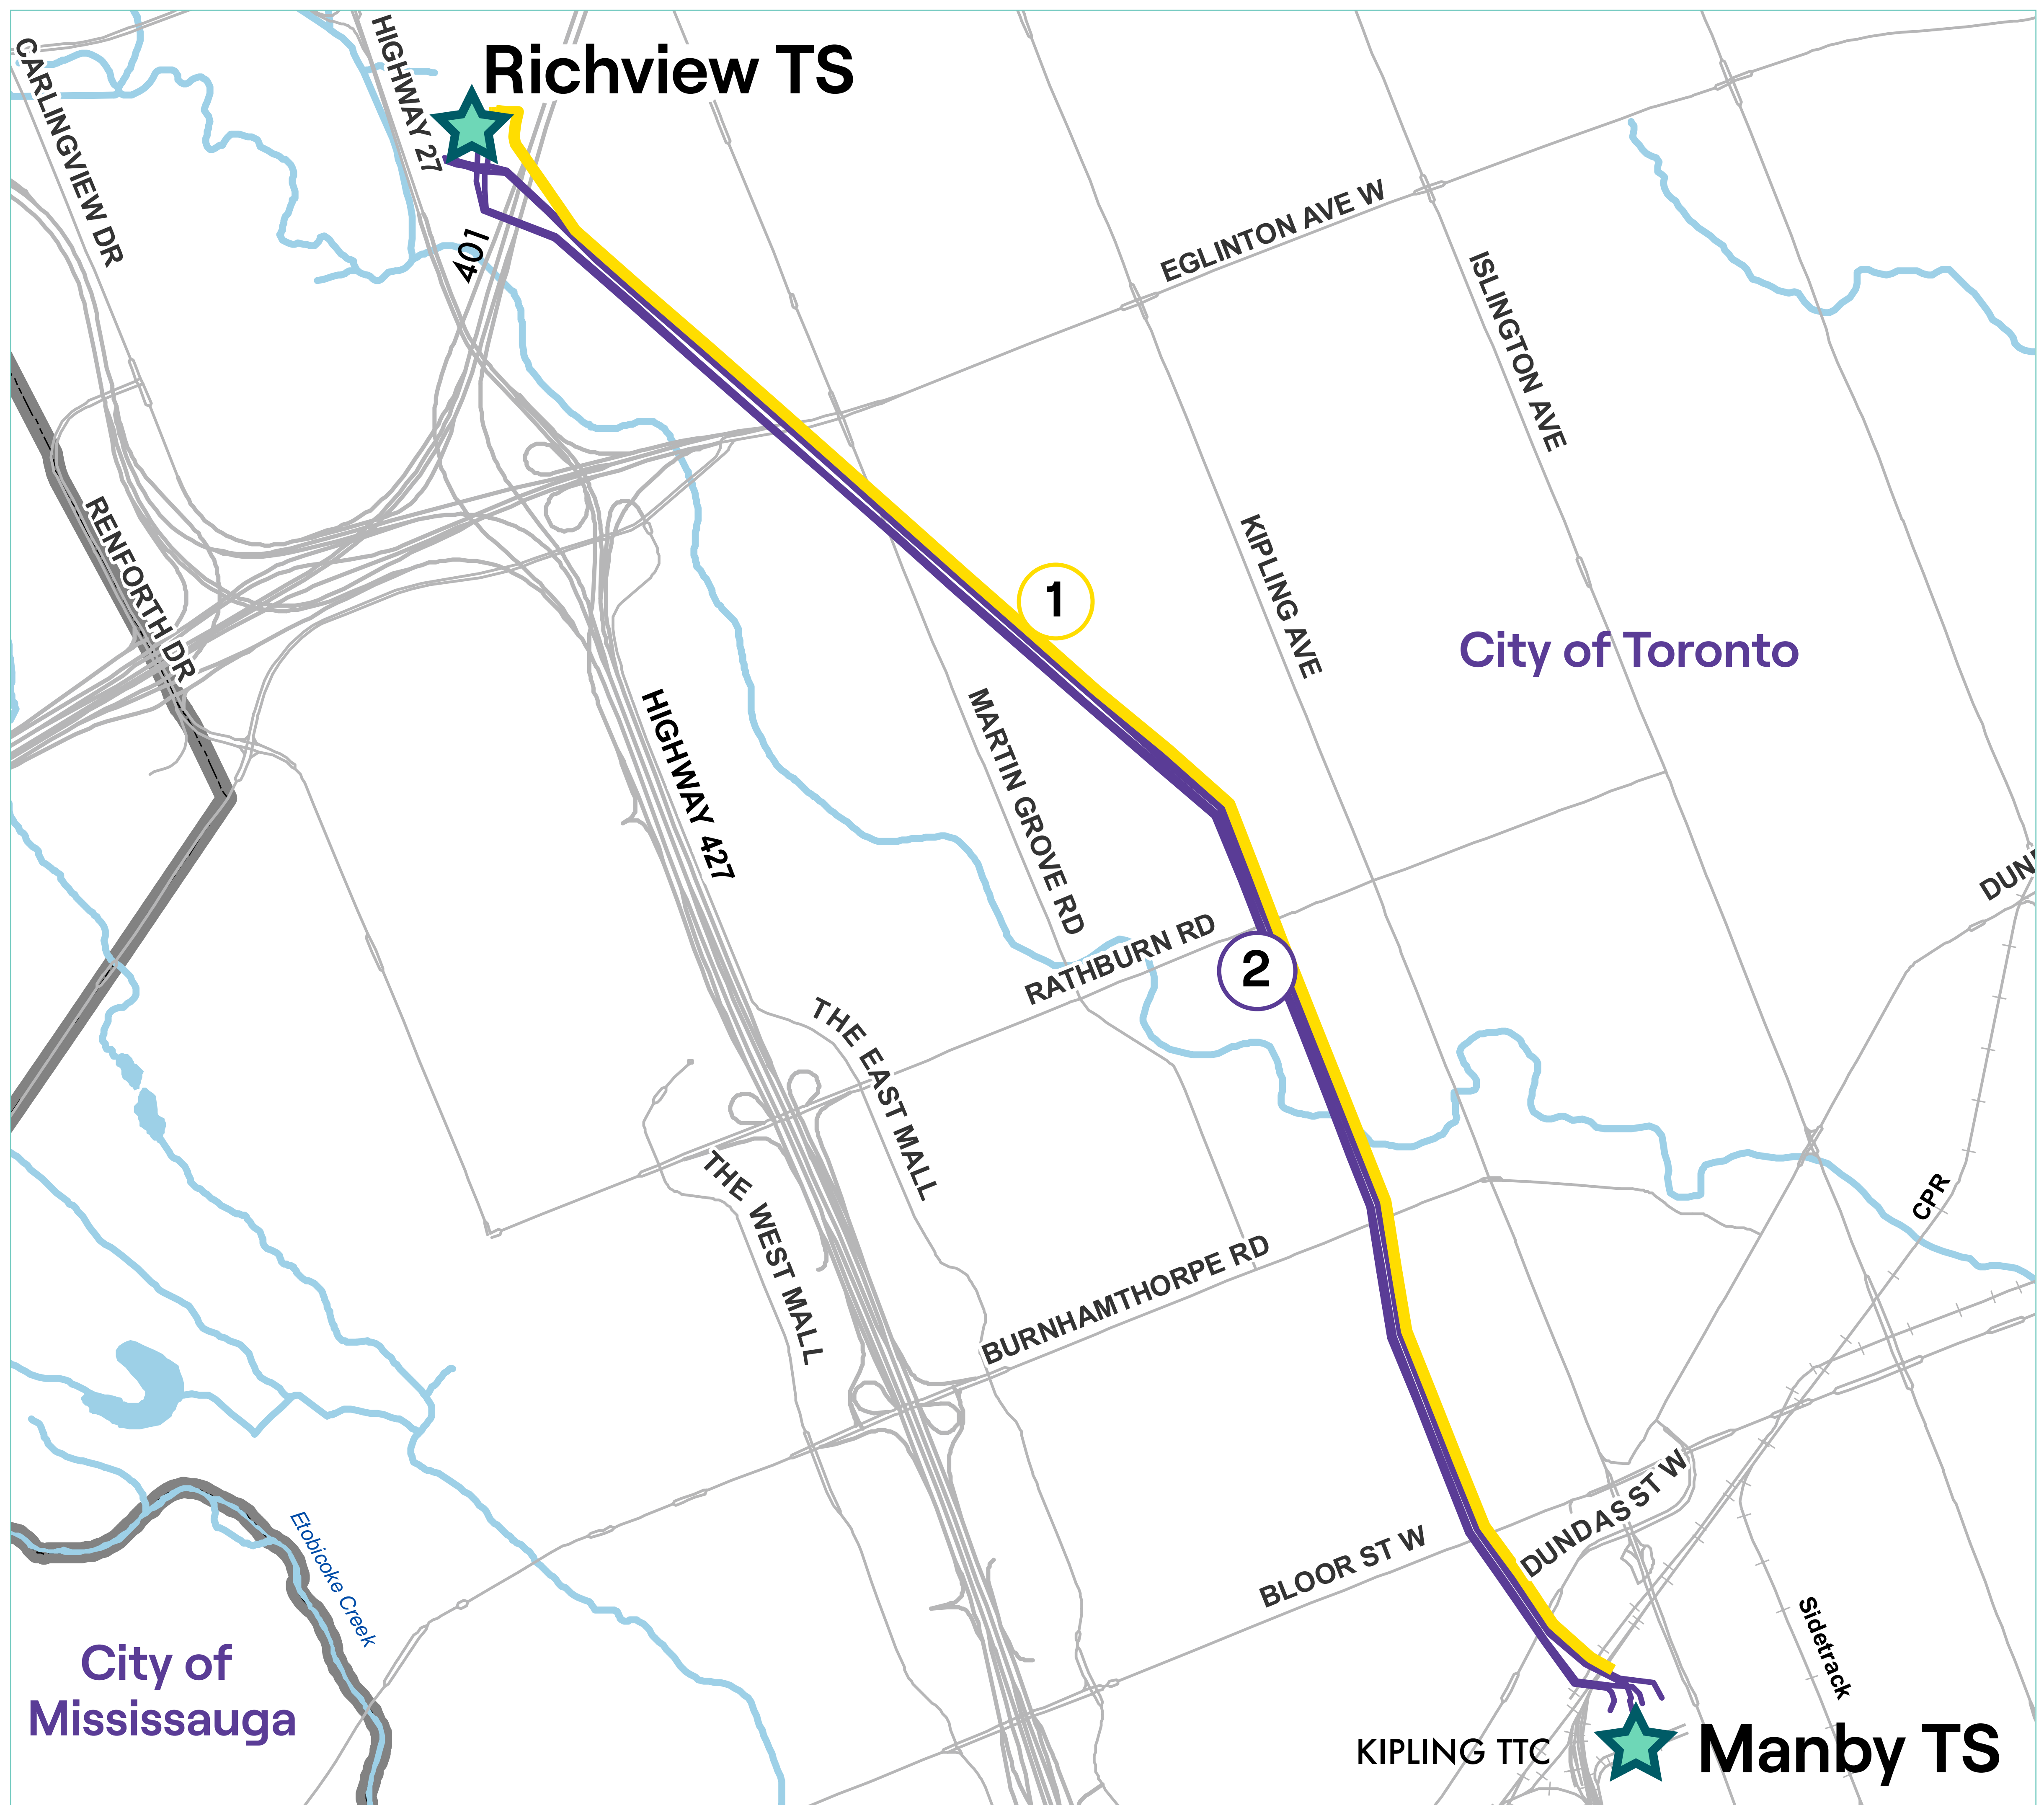 CARLINGVIEW DR
HIGHWAY 27
Richview TS
401
EGLINTON AVE W
ISLINGTON AVE
RENFORTH DR
1
KIPLING AVE
City of Toronto
HIGHWAY 427
MARTIN GROVE RD
RATHBURN RD
2
THE EAST MALL
THE WEST MALL
BURNHAMTHORPE RD
CPR
DUNDAS ST W
BLOOR ST W
Etobicoke Creek
Sidetrack
City of
Mississauga
KIPLING TTC
Manby TS